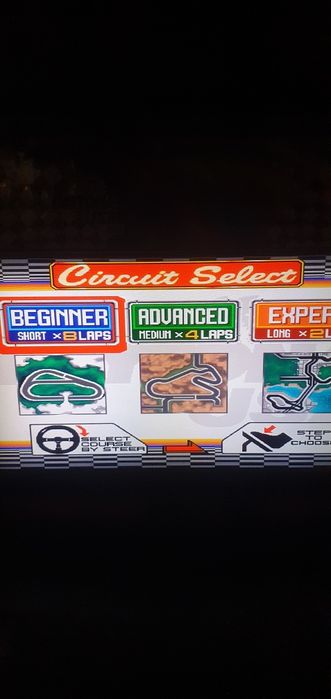 Circuit Select
BEGINNER
SHORT ×8 LAPS
ADVANCED
MEDIUM ×4 LAPS
EXPER
LONG ×2 L
SELECT
COURSE
BY STEER
STEP
TO
CHOOS